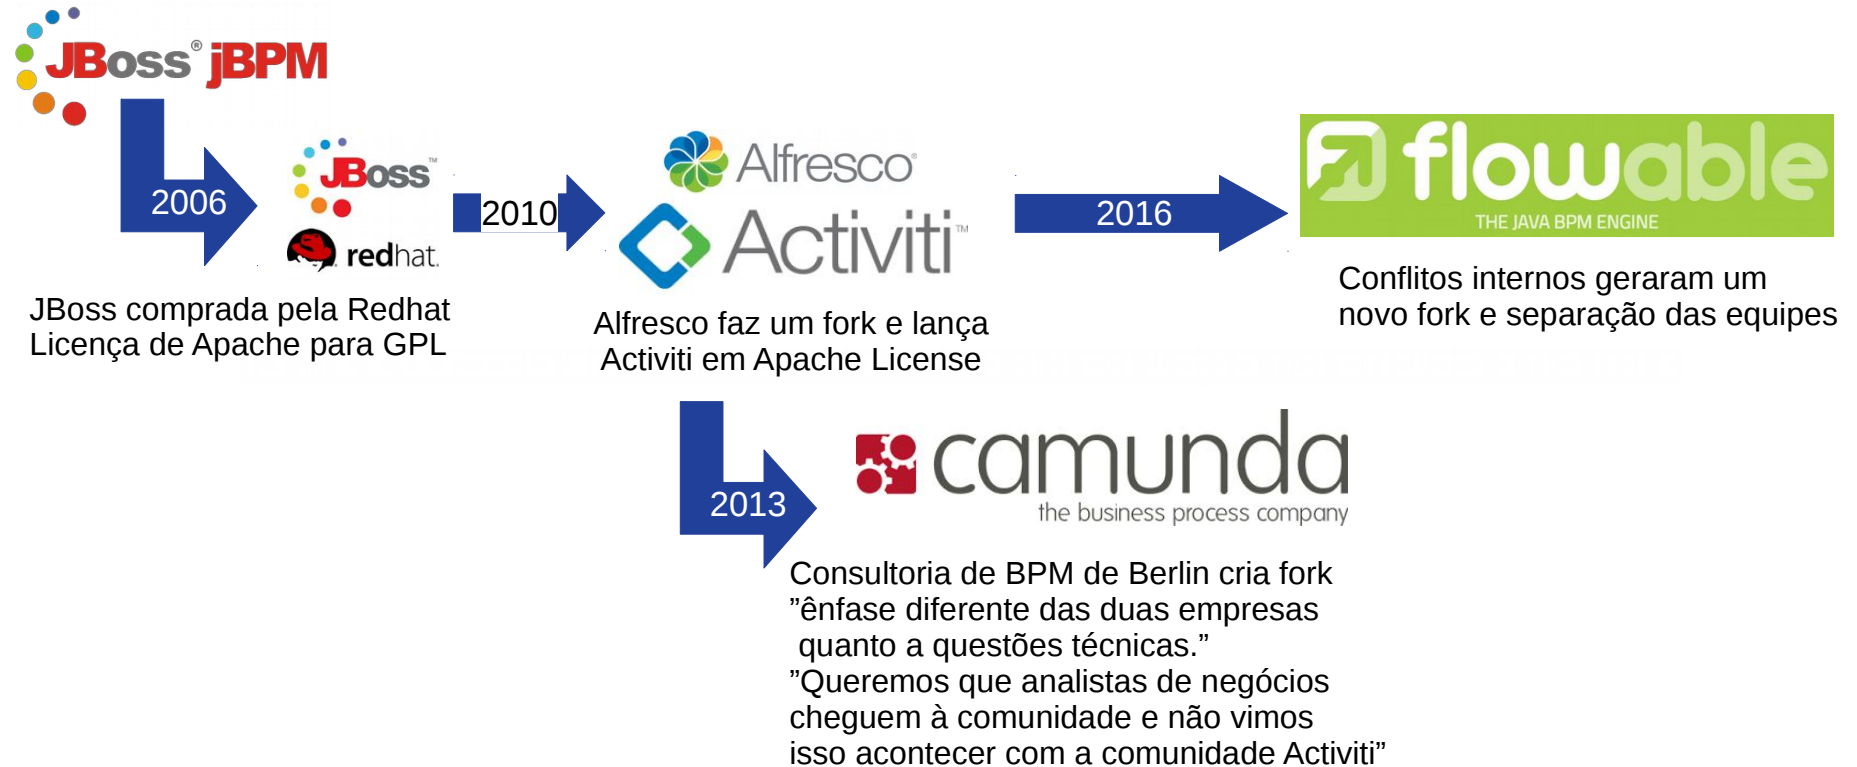 JBoss® jBPM
2006
JBoss™
redhat.
JBoss comprada pela Redhat
Licença de Apache para GPL
2010
Alfresco®
Activiti™
Alfresco faz um fork e lança
Activiti em Apache License
2016
flowable
THE JAVA BPM ENGINE
Conflitos internos geraram um
novo fork e separação das equipes
2013
camunda
the business process company
Consultoria de BPM de Berlin cria fork
”ênfase diferente das duas empresas
quanto a questões técnicas.”
”Queremos que analistas de negócios
cheguem à comunidade e não vimos
isso acontecer com a comunidade Activiti”